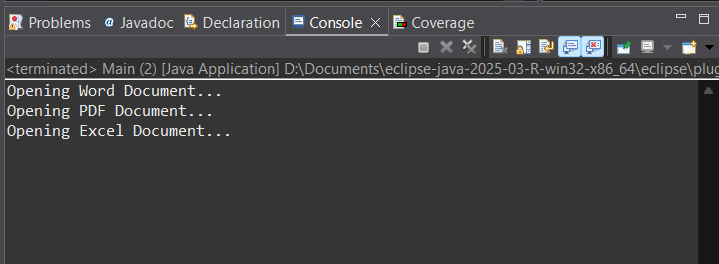 Problems @ Javadoc Declaration Console Coverage
<terminated> Main (2) [Java Application] D:\Documents\eclipse-java-2025-03-R-win32-x86_64\eclipse\plug
Opening Word Document...
Opening PDF Document...
Opening Excel Document...